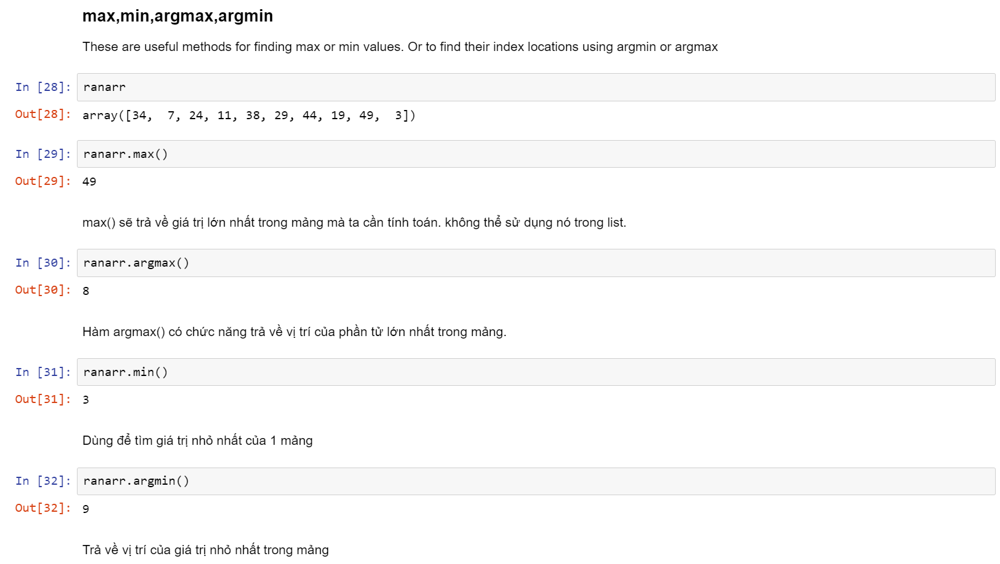 max,min,argmax,argmin
These are useful methods for finding max or min values. Or to find their index locations using argmin or argmax
In [28]: ranarr
Out[28]: array([34,  7, 24, 11, 38, 29, 44, 19, 49,  3])
In [29]: ranarr.max()
Out[29]: 49
max() sẽ trả về giá trị lớn nhất trong mảng mà ta cần tính toán. không thể sử dụng nó trong list.
In [30]: ranarr.argmax()
Out[30]: 8
Hàm argmax() có chức năng trả về vị trí của phần tử lớn nhất trong mảng.
In [31]: ranarr.min()
Out[31]: 3
Dùng để tìm giá trị nhỏ nhất của 1 mảng
In [32]: ranarr.argmin()
Out[32]: 9
Trả về vị trí của giá trị nhỏ nhất trong mảng